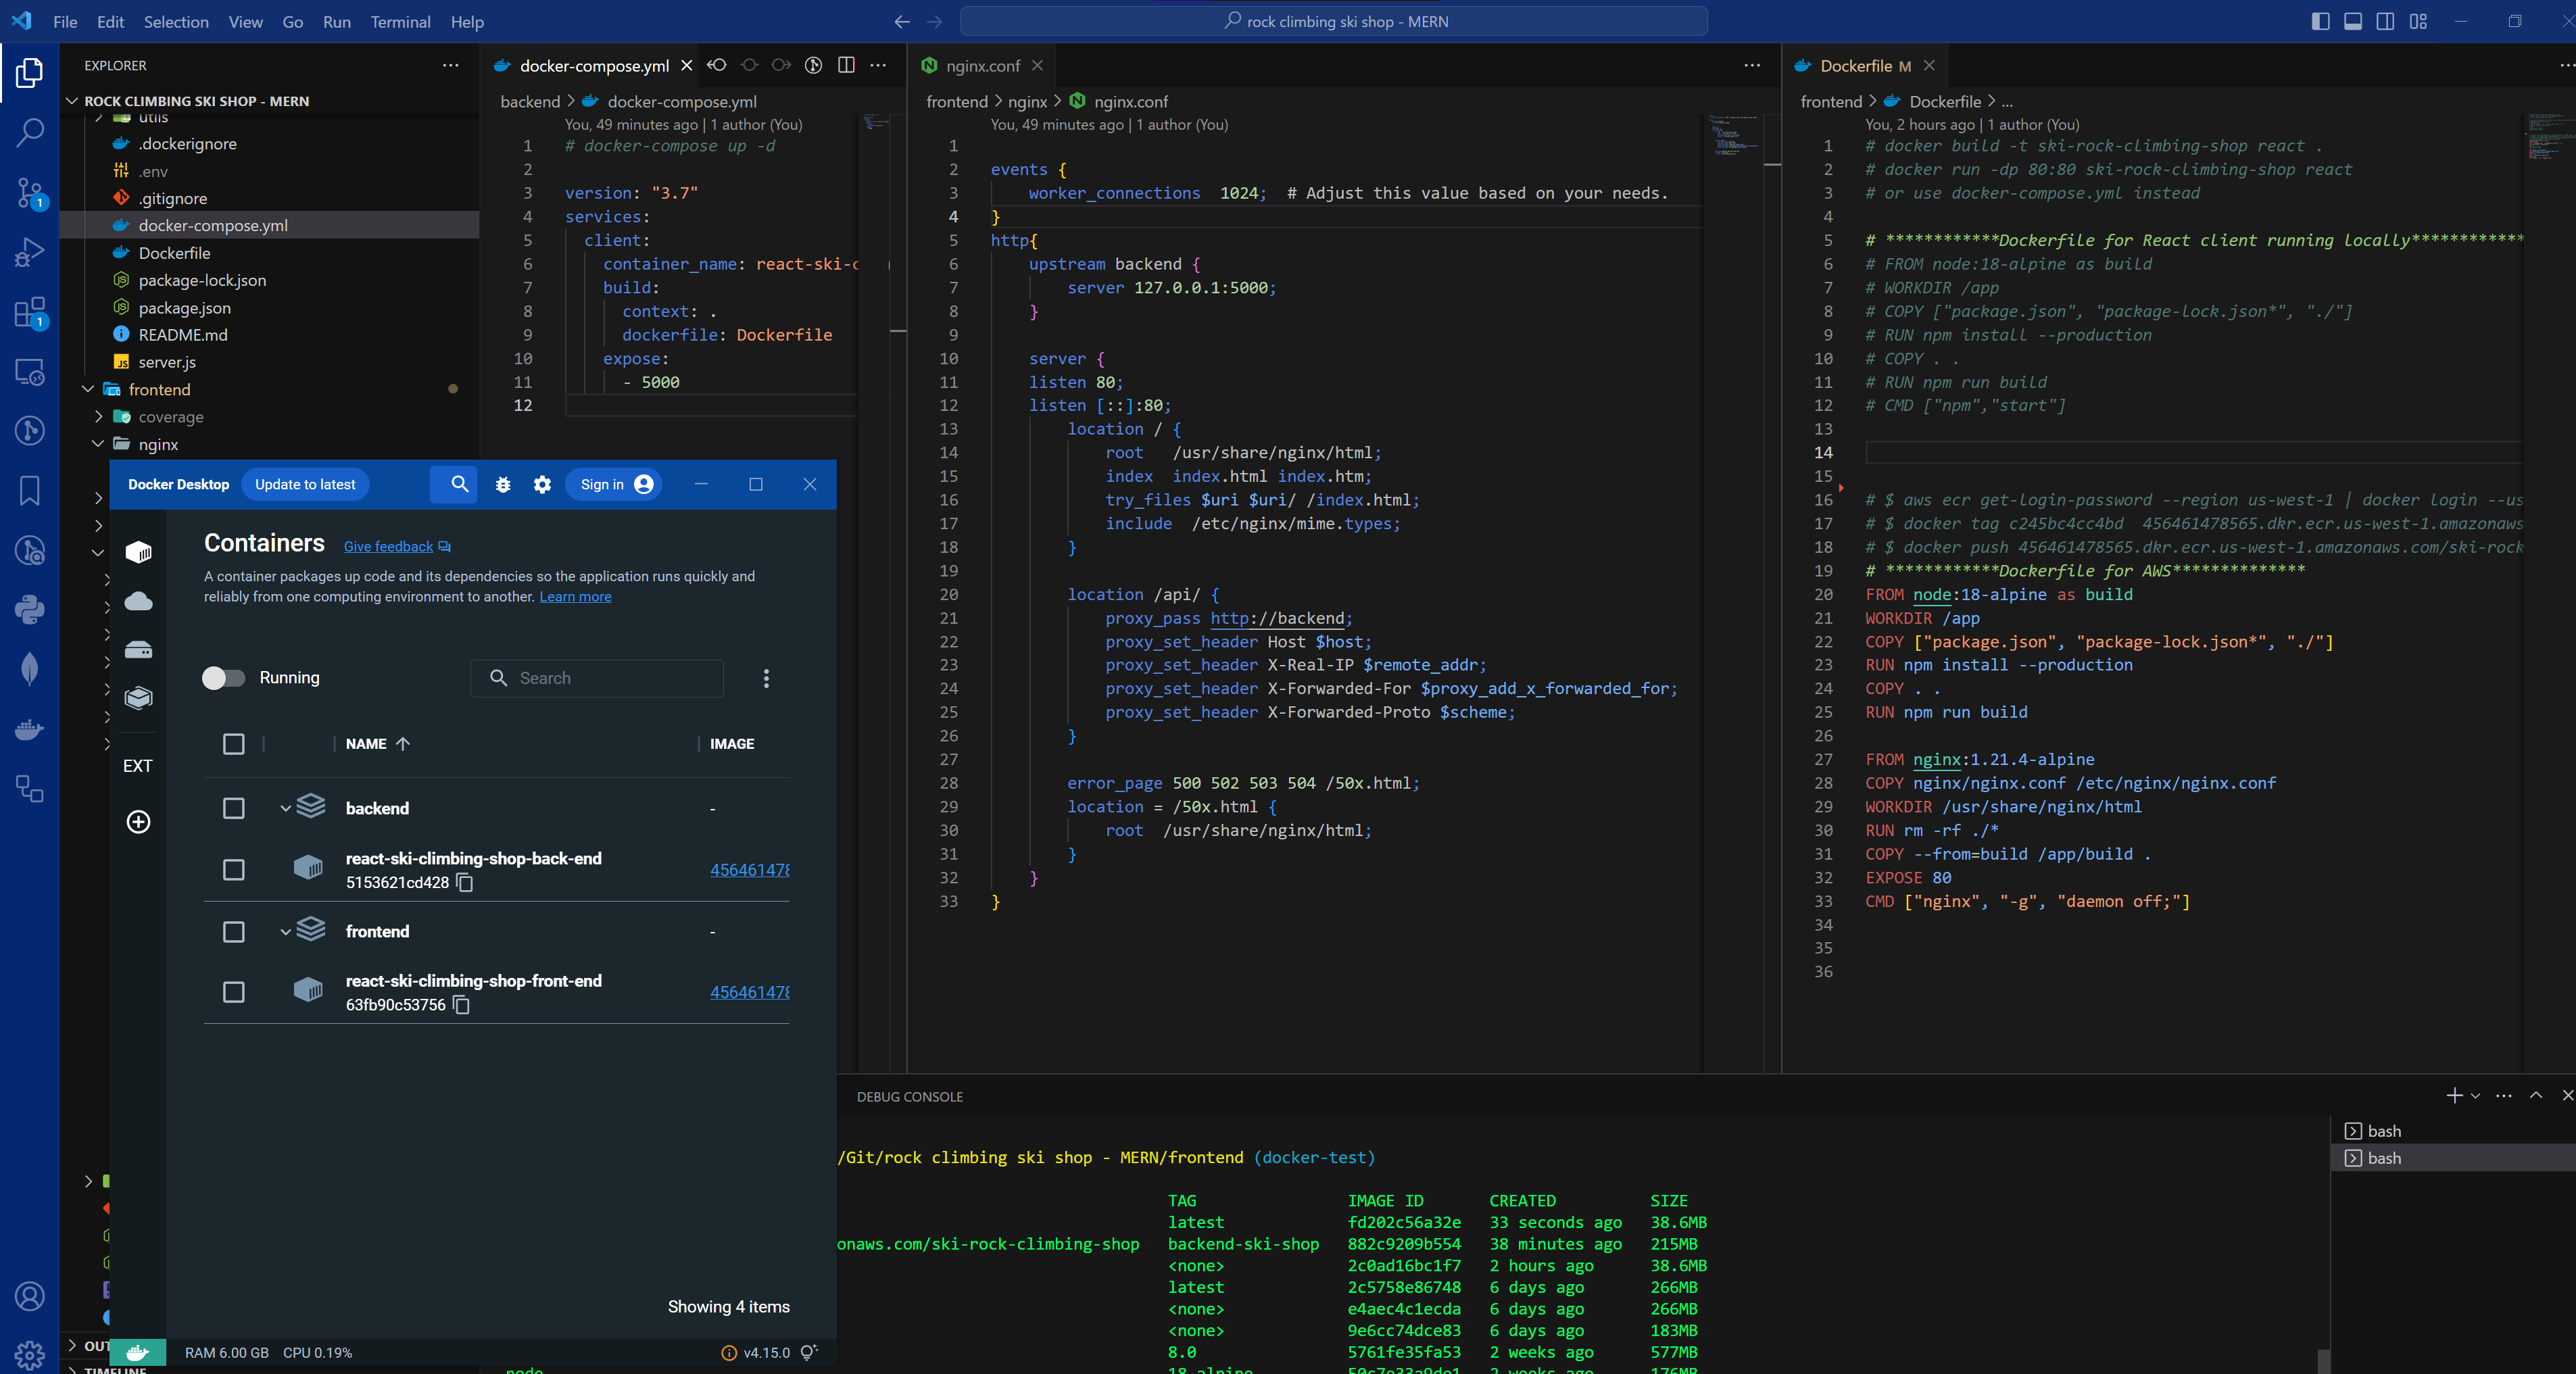 File Edit Selection View Go Run Terminal Help
rock climbing ski shop - MERN
EXPLORER
ROCK CLIMBING SKI SHOP - MERN
utils
.dockerignore
.env
.gitignore
docker-compose.yml
Dockerfile
package-lock.json
package.json
README.md
server.js
frontend
coverage
nginx
1
1
docker-compose.yml
backend > docker-compose.yml
You, 49 minutes ago | 1 author (You)
1 # docker-compose up -d
2
3 version: "3.7"
4 services:
5 client:
6 container_name: react-ski-c
7 build:
8 context: .
9 dockerfile: Dockerfile
10 expose:
11 - 5000
12
nginx.conf
frontend > nginx > nginx.conf
You, 49 minutes ago | 1 author (You)
1
2 events {
3 worker_connections 1024; # Adjust this value based on your needs.
4 }
5 http{
6 upstream backend {
7 server 127.0.0.1:5000;
8 }
9
10 server {
11 listen 80;
12 listen [::]:80;
13 location / {
14 root /usr/share/nginx/html;
15 index index.html index.htm;
16 try_files $uri $uri/ /index.html;
17 include /etc/nginx/mime.types;
18 }
19
20 location /api/ {
21 proxy_pass http://backend;
22 proxy_set_header Host $host;
23 proxy_set_header X-Real-IP $remote_addr;
24 proxy_set_header X-Forwarded-For $proxy_add_x_forwarded_for;
25 proxy_set_header X-Forwarded-Proto $scheme;
26 }
27
28 error_page 500 502 503 504 /50x.html;
29 location = /50x.html {
30 root /usr/share/nginx/html;
31 }
32 }
33 }
Dockerfile M
frontend > Dockerfile > ...
You, 2 hours ago | 1 author (You)
1 # docker build -t ski-rock-climbing-shop react .
2 # docker run -dp 80:80 ski-rock-climbing-shop react
3 # or use docker-compose.yml instead
4
5 # ************Dockerfile for React client running locally************
6 # FROM node:18-alpine as build
7 # WORKDIR /app
8 # COPY ["package.json", "package-lock.json*", "./"]
9 # RUN npm install --production
10 # COPY . .
11 # RUN npm run build
12 # CMD ["npm","start"]
13
14
15
16 # $ aws ecr get-login-password --region us-west-1 | docker login --us
17 # $ docker tag c245bc4cc4bd 456461478565.dkr.ecr.us-west-1.amazonaws
18 # $ docker push 456461478565.dkr.ecr.us-west-1.amazonaws.com/ski-rock
19 # ************Dockerfile for AWS**************
20 FROM node:18-alpine as build
21 WORKDIR /app
22 COPY ["package.json", "package-lock.json*", "./"]
23 RUN npm install --production
24 COPY . .
25 RUN npm run build
26
27 FROM nginx:1.21.4-alpine
28 COPY nginx/nginx.conf /etc/nginx/nginx.conf
29 WORKDIR /usr/share/nginx/html
30 RUN rm -rf ./*
31 COPY --from=build /app/build .
32 EXPOSE 80
33 CMD ["nginx", "-g", "daemon off;"]
34
35
36
Docker Desktop Update to latest Sign in
Containers Give feedback
A container packages up code and its dependencies so the application runs quickly and
reliably from one computing environment to another. Learn more
Running Search
NAME IMAGE
EXT
backend -
react-ski-climbing-shop-back-end
5153621cd428 456461478
frontend -
react-ski-climbing-shop-front-end
63fb90c53756 456461478
Showing 4 items
RAM 6.00 GB CPU 0.19% v4.15.0
OUT
TIMELINE
DEBUG CONSOLE
bash
bash
/Git/rock climbing ski shop - MERN/frontend (docker-test)
TAG IMAGE ID CREATED SIZE
latest fd202c56a32e 33 seconds ago 38.6MB
onaws.com/ski-rock-climbing-shop backend-ski-shop 882c9209b554 38 minutes ago 215MB
<none> 2c0ad16bc1f7 2 hours ago 38.6MB
latest 2c5758e86748 6 days ago 266MB
<none> e4aec4c1ecda 6 days ago 266MB
<none> 9e6cc74dce83 6 days ago 183MB
8.0 5761fe35fa53 2 weeks ago 577MB
node 18-alpine 50c7e33a9de1 2 weeks ago 176MB